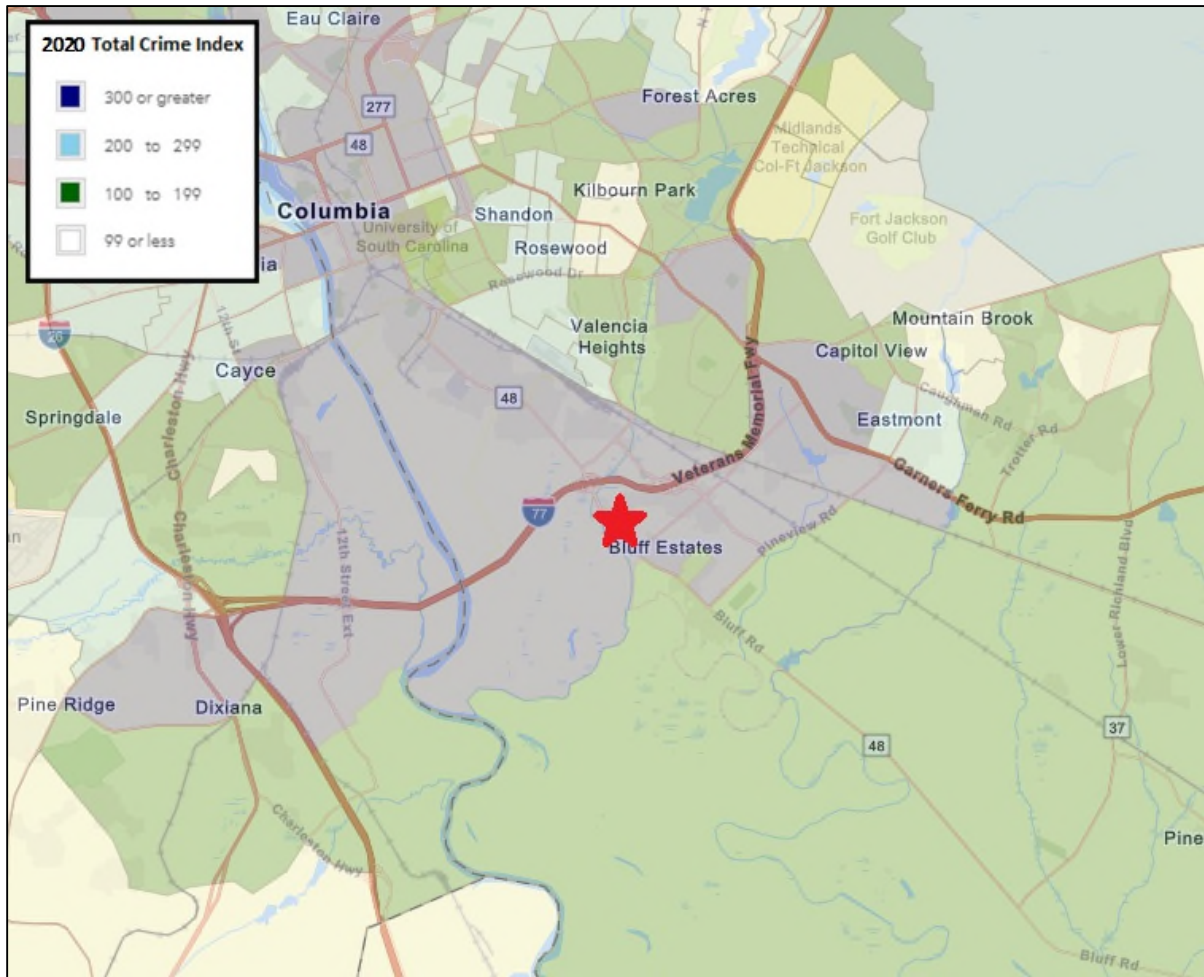 2020 Total Crime Index
300 or greater
200 to 299
100 to 199
99 or less
Eau Claire
277
48
Forest Acres
Midlands
Technical
Col-Ft Jackson
Columbia
Kilbourn Park
Shandon
University of
South Carolina
Fort Jackson
Golf Club
Rosewood
Rosewood Dr
26
12th St
Charleston Hwy
Cayce
Valencia
Heights
Mountain Brook
Capitol View
48
Veterans Memorial Fwy
Caughman Rd
Springdale
Eastmont
Trotter Rd
Garners Ferry Rd
77
Charleston Hwy
12th Street Ext
Bluff Estates
Pineview Rd
Lower Richland Blvd
Bluff Rd
Pine Ridge
Dixiana
37
48
Charleston Hwy
Pine
Bluff Rd